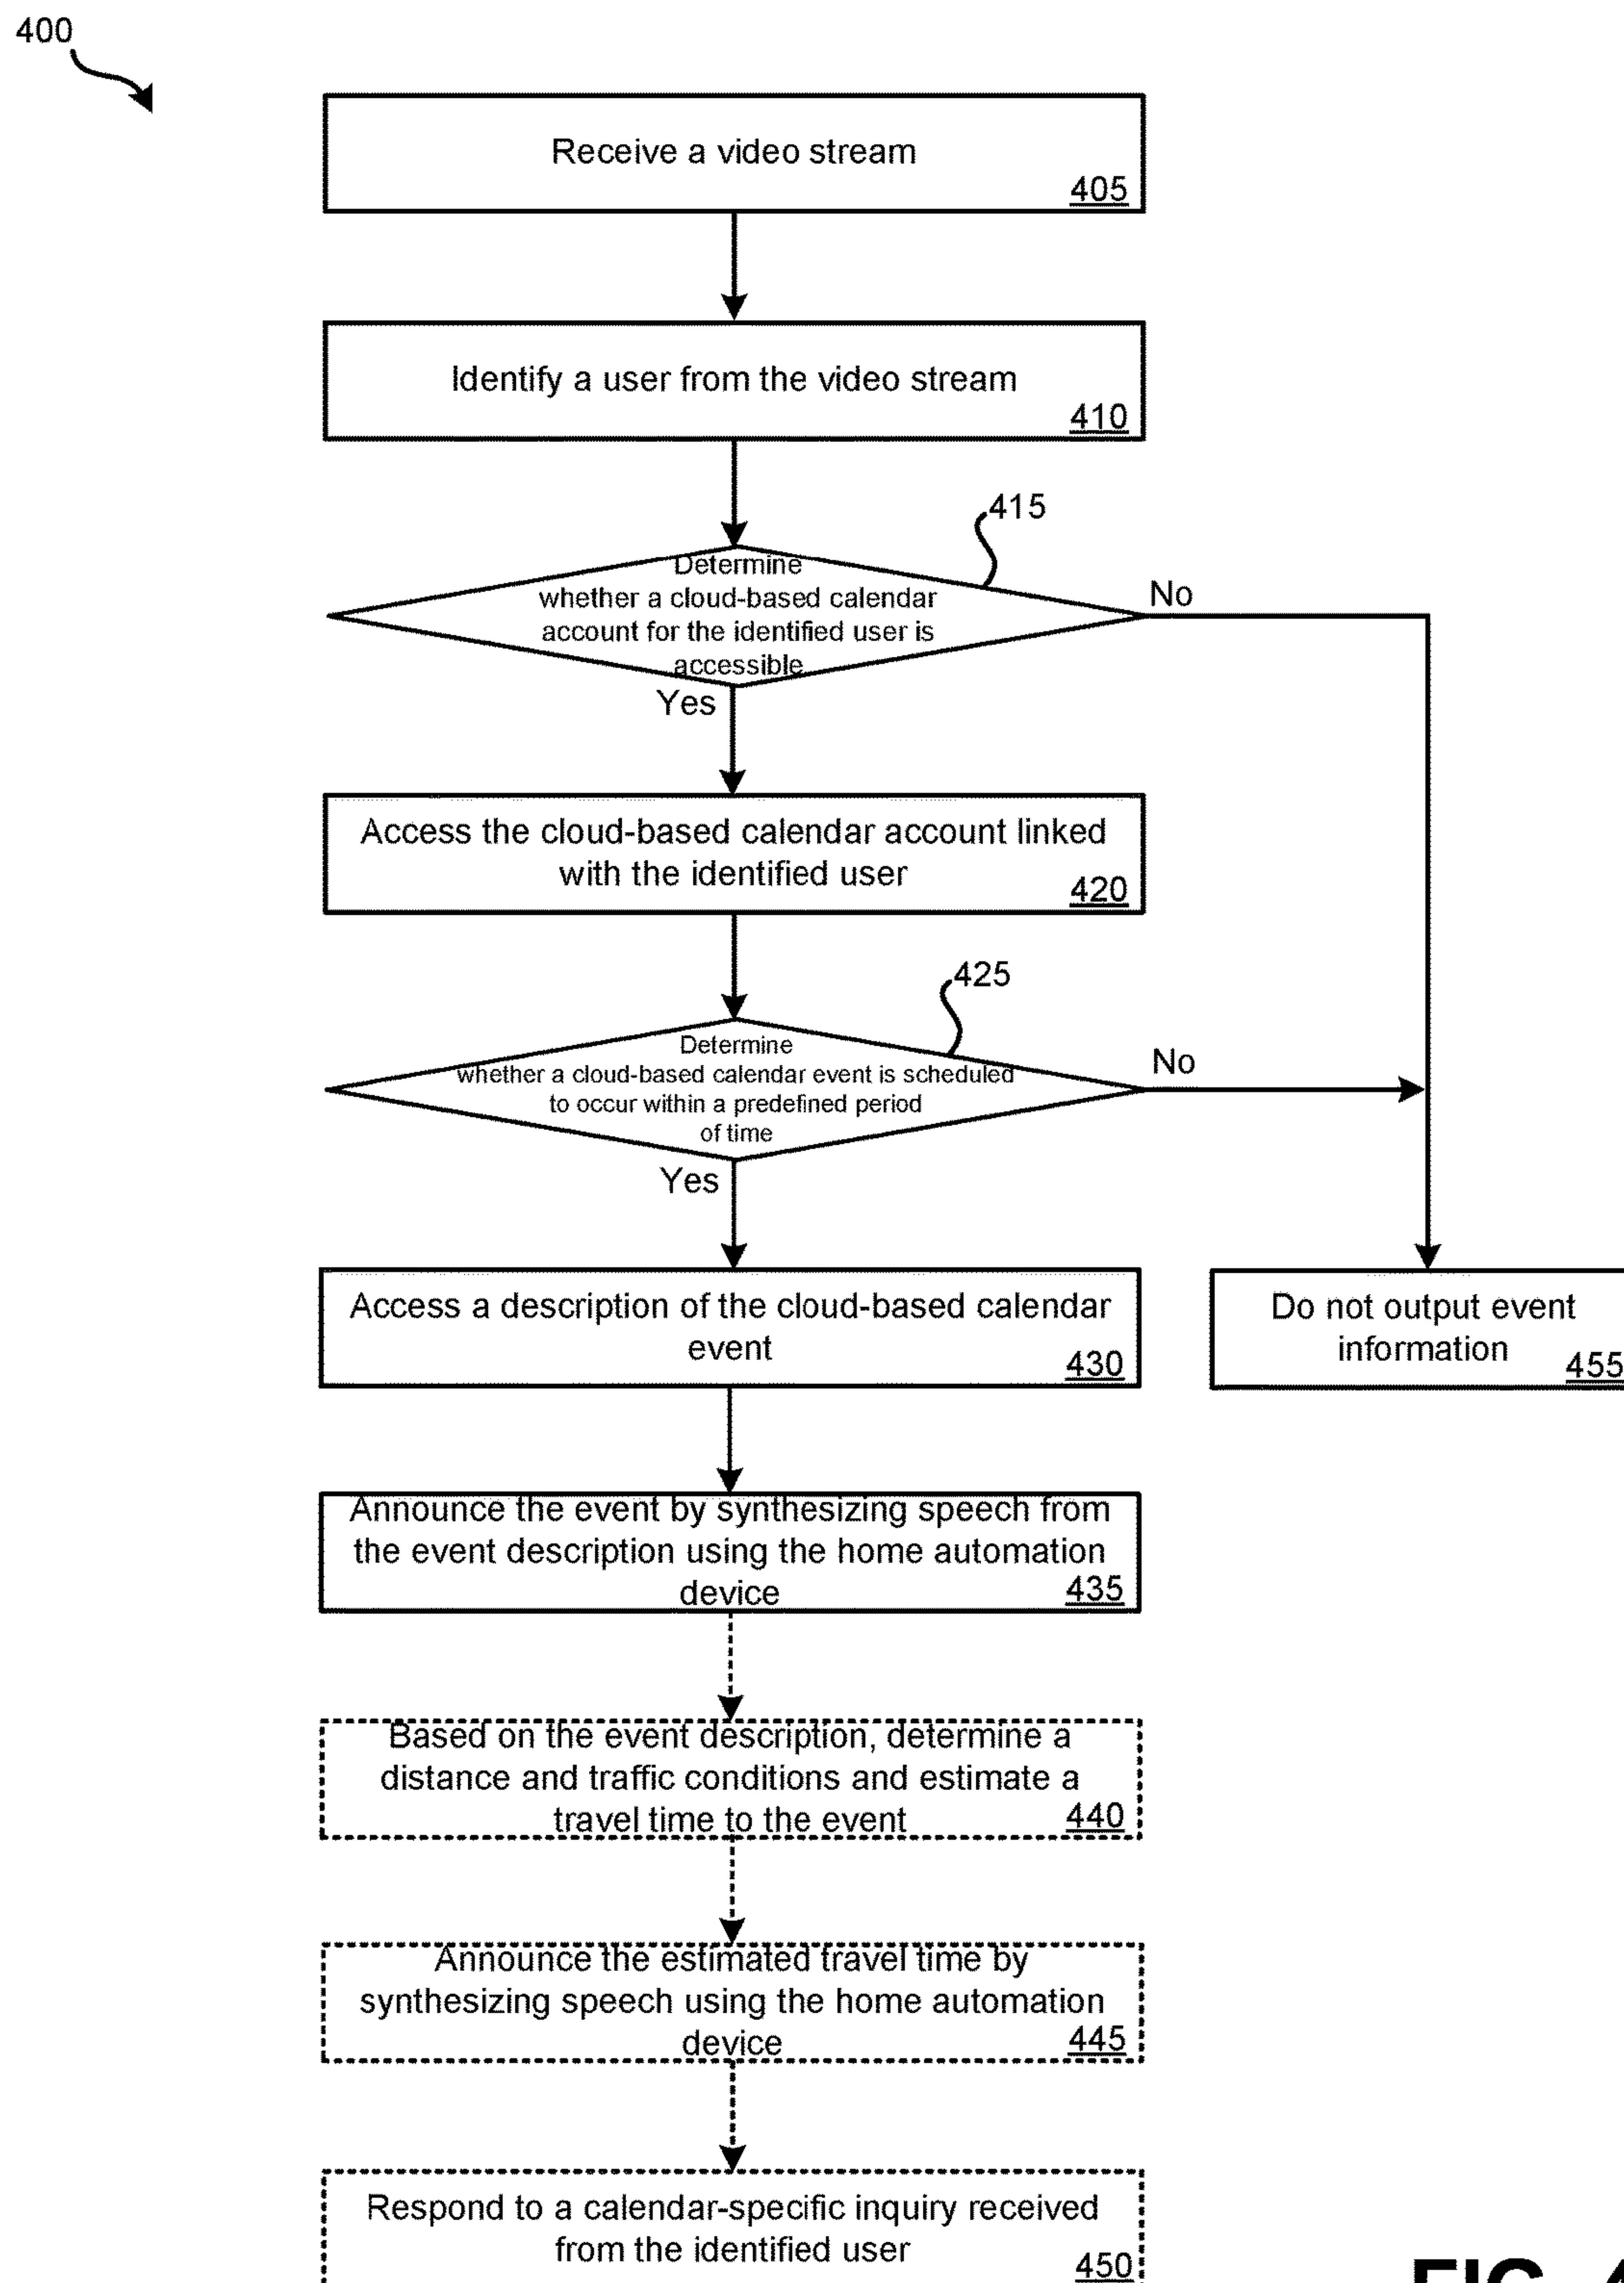 400
Receive a video stream
405
Identify a user from the video stream
410
415
Determine
whether a cloud-based calendar
account for the identified user is
accessible
No
Yes
Access the cloud-based calendar account linked
with the identified user
420
425
Determine
whether a cloud-based calendar event is scheduled
to occur within a predefined period
of time
No
Yes
Access a description of the cloud-based calendar
event
430
Do not output event
information
455
Announce the event by synthesizing speech from
the event description using the home automation
device
435
Based on the event description, determine a
distance and traffic conditions and estimate a
travel time to the event
440
Announce the estimated travel time by
synthesizing speech using the home automation
device
445
Respond to a calendar-specific inquiry received
from the identified user
450
FIG. 4